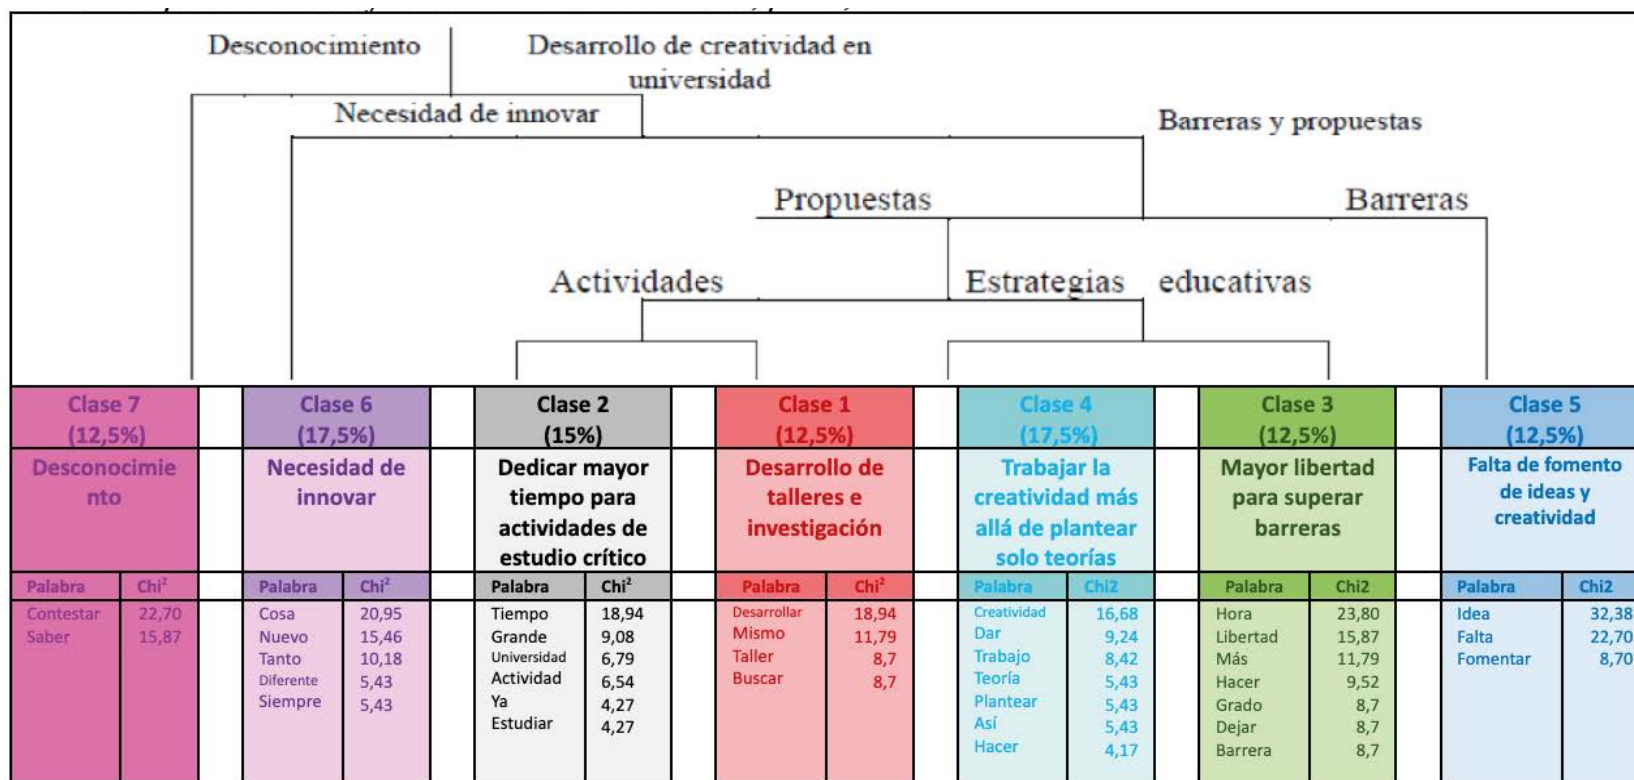 Desconocimiento
Desarrollo de creatividad en
universidad
Necesidad de innovar
Barreras y propuestas
Propuestas
Barreras
Actividades
Estrategias educativas
Clase 7
(12,5%)
Desconocimie
nto
Palabra Chi²
Contestar 22,70
Saber 15,87
Clase 6
(17,5%)
Necesidad de
innovar
Palabra Chi²
Cosa 20,95
Nuevo 15,46
Tanto 10,18
Diferente 5,43
Siempre 5,43
Clase 2
(15%)
Dedicar mayor
tiempo para
actividades de
estudio crítico
Palabra Chi²
Tiempo 18,94
Grande 9,08
Universidad 6,79
Actividad 6,54
Ya 4,27
Estudiar 4,27
Clase 1
(12,5%)
Desarrollo de
talleres e
investigación
Palabra Chi²
Desarrollar 18,94
Mismo 11,79
Taller 8,7
Buscar 8,7
Clase 4
(17,5%)
Trabajar la
creatividad más
allá de plantear
solo teorías
Palabra Chi2
Creatividad 16,68
Dar 9,24
Trabajo 8,42
Teoría 5,43
Plantear 5,43
Así 5,43
Hacer 4,17
Clase 3
(12,5%)
Mayor libertad
para superar
barreras
Palabra Chi2
Hora 23,80
Libertad 15,87
Más 11,79
Hacer 9,52
Grado 8,7
Dejar 8,7
Barrera 8,7
Clase 5
(12,5%)
Falta de fomento
de ideas y
creatividad
Palabra Chi2
Idea 32,38
Falta 22,70
Fomentar 8,70